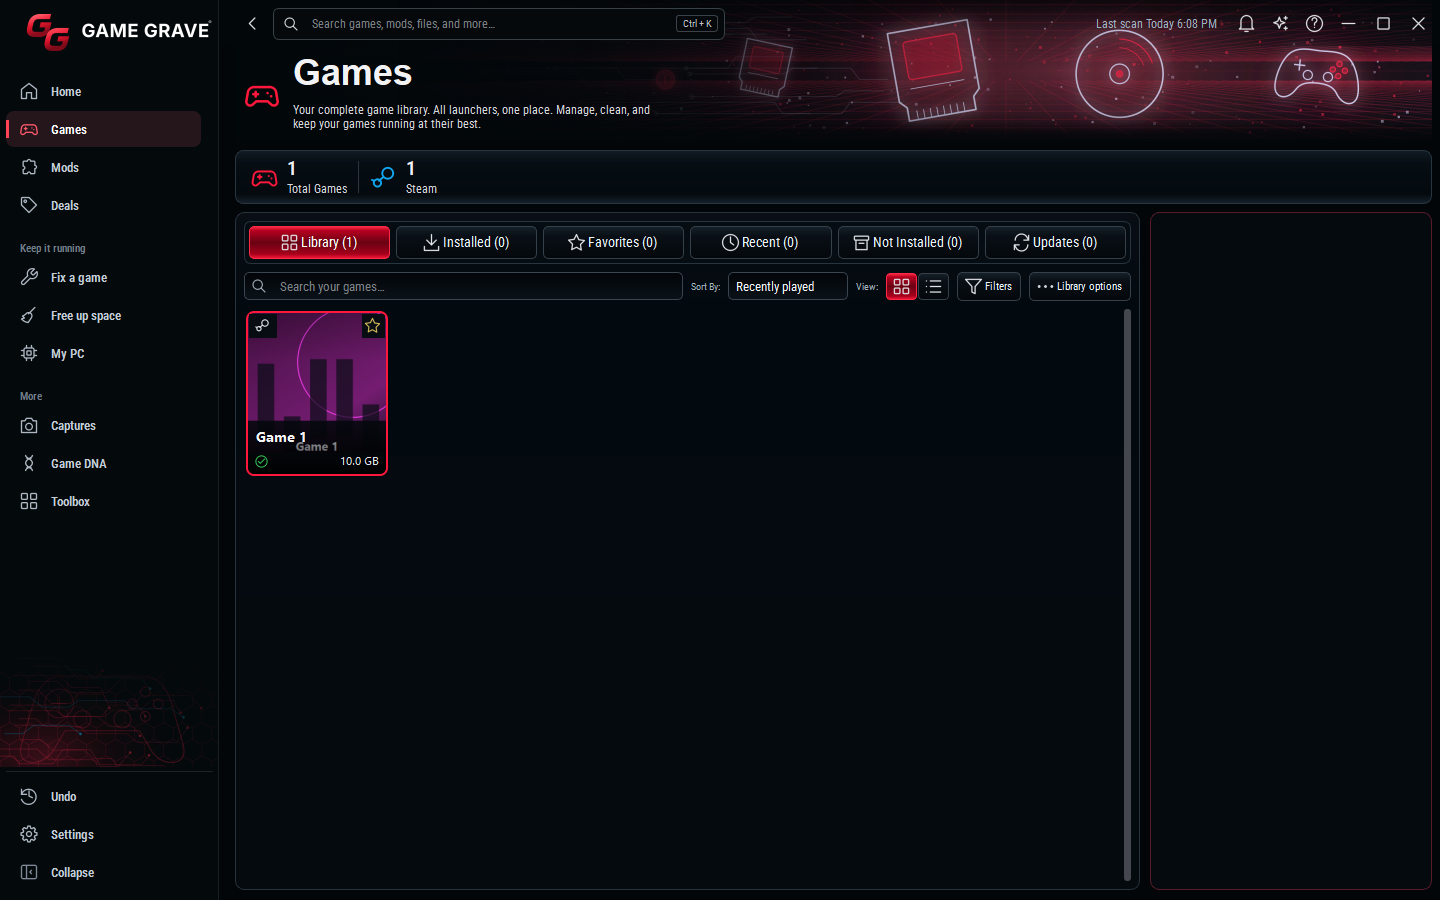 GAME GRAVE
Search games, mods, files, and more...
Ctrl + K
Last scan Today 6:08 PM
Games
Your complete game library. All launchers, one place. Manage, clean, and
keep your games running at their best.
Home
Games
Mods
Deals
Keep it running
Fix a game
Free up space
My PC
More
Captures
Game DNA
Toolbox
Undo
Settings
Collapse
1
Total Games
1
Steam
Library (1)
Installed (0)
Favorites (0)
Recent (0)
Not Installed (0)
Updates (0)
Search your games...
Sort By:
Recently played
View:
Filters
Library options
Game 1
Game 1
10.0 GB